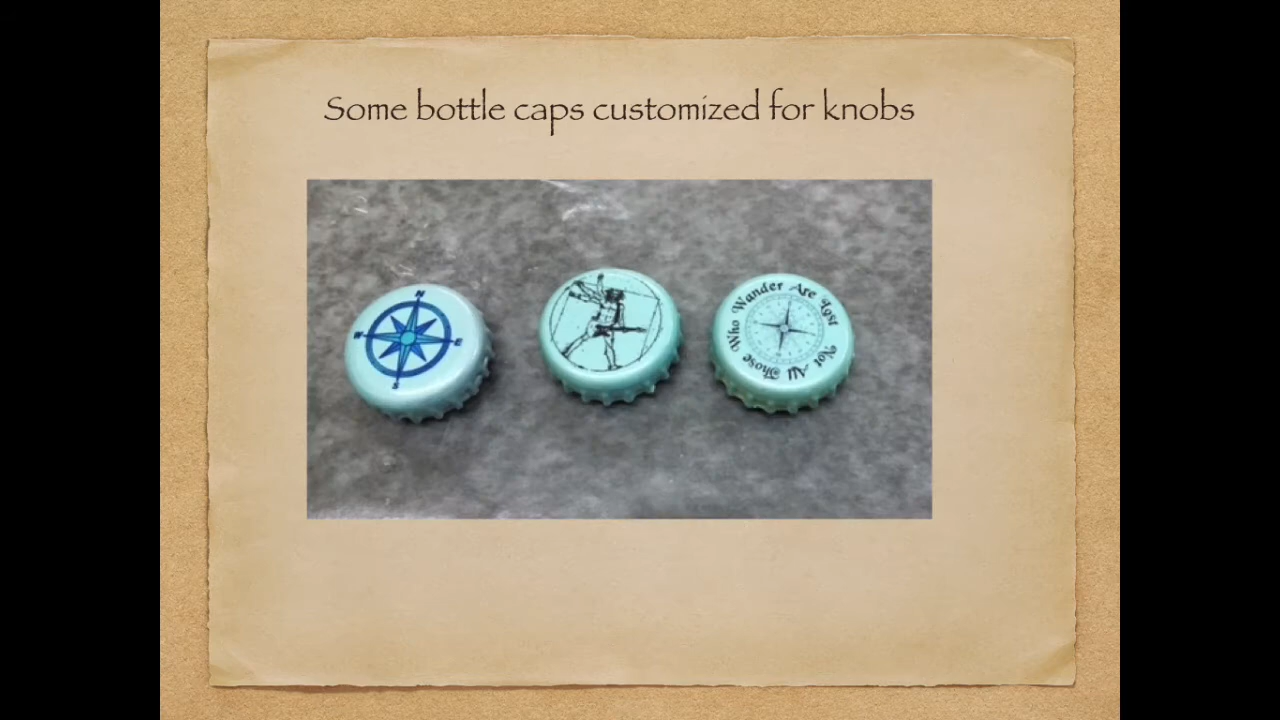 Some bottle caps customized for knobs
N
W
E
S
Not All Those Who Wander Are Lost